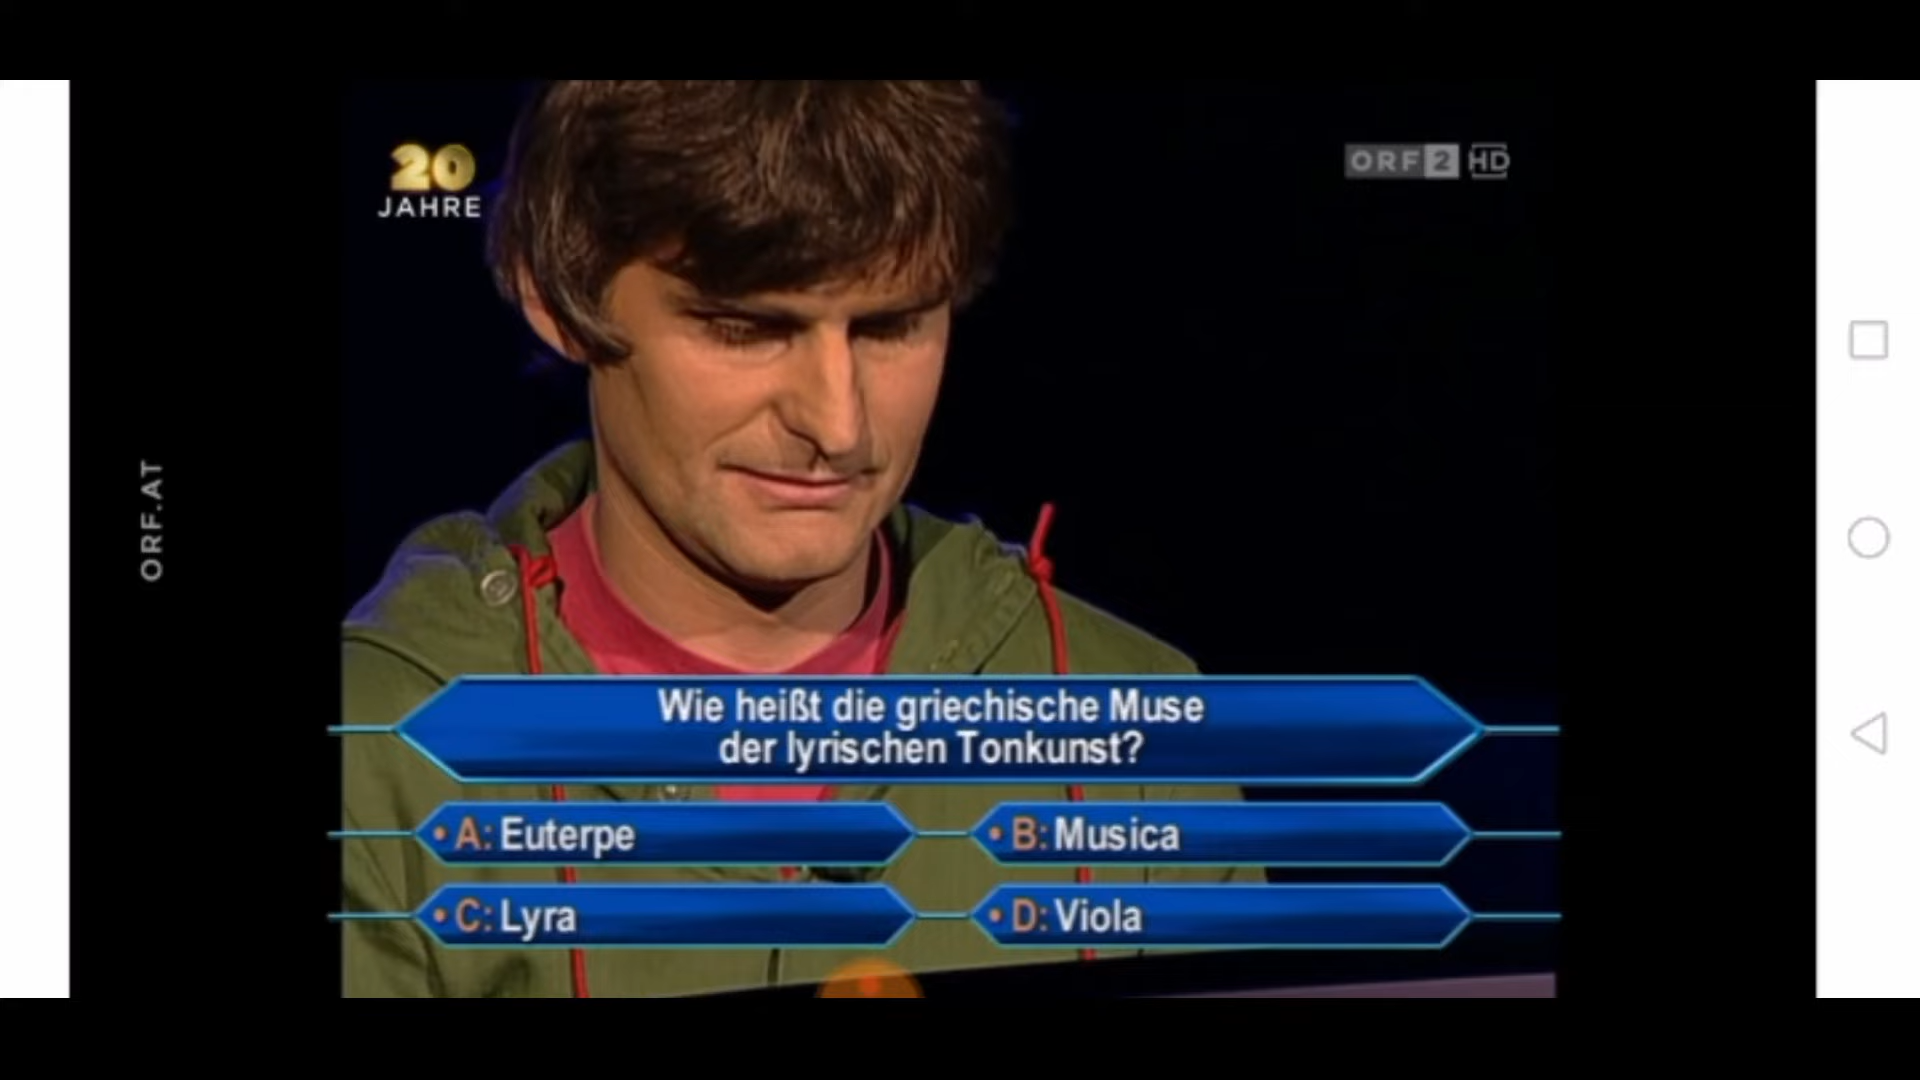 20
JAHRE
ORF 2 HD
ORF.AT
Wie heißt die griechische Muse
der lyrischen Tonkunst?
A: Euterpe
B: Musica
C: Lyra
D: Viola